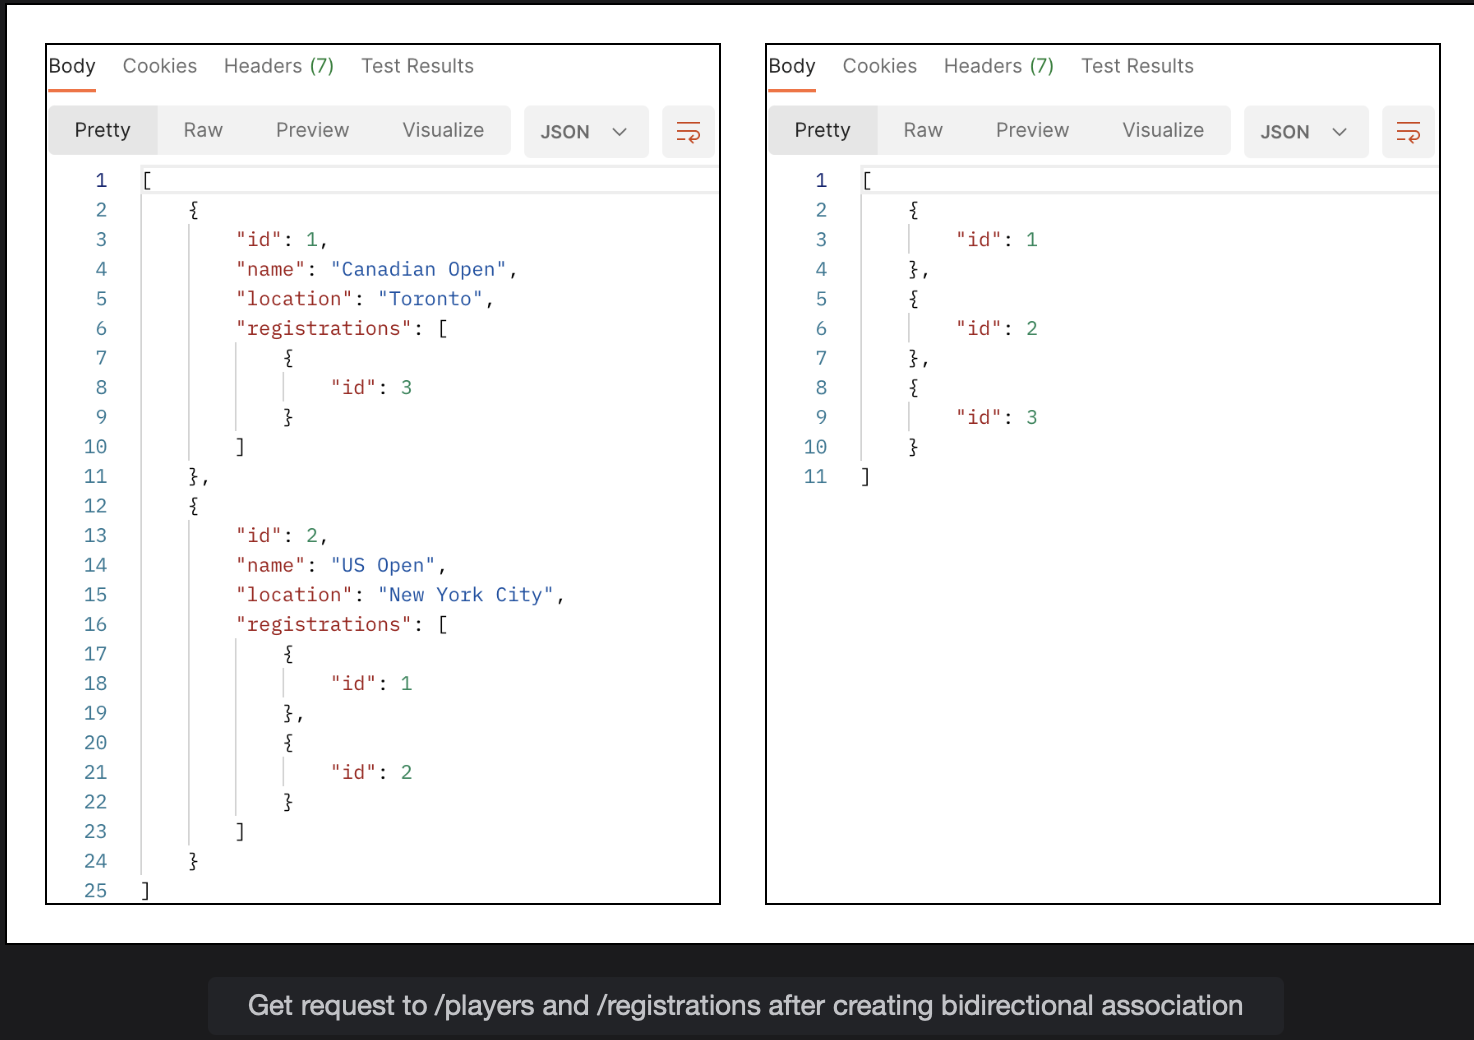 Body Cookies Headers (7) Test Results
Pretty Raw Preview Visualize JSON
1 [
2 {
3 "id": 1,
4 "name": "Canadian Open",
5 "location": "Toronto",
6 "registrations": [
7 {
8 "id": 3
9 }
10 ]
11 },
12 {
13 "id": 2,
14 "name": "US Open",
15 "location": "New York City",
16 "registrations": [
17 {
18 "id": 1
19 },
20 {
21 "id": 2
22 }
23 ]
24 }
25 ]
Body Cookies Headers (7) Test Results
Pretty Raw Preview Visualize JSON
1 [
2 {
3 "id": 1
4 },
5 {
6 "id": 2
7 },
8 {
9 "id": 3
10 }
11 ]
Get request to /players and /registrations after creating bidirectional association